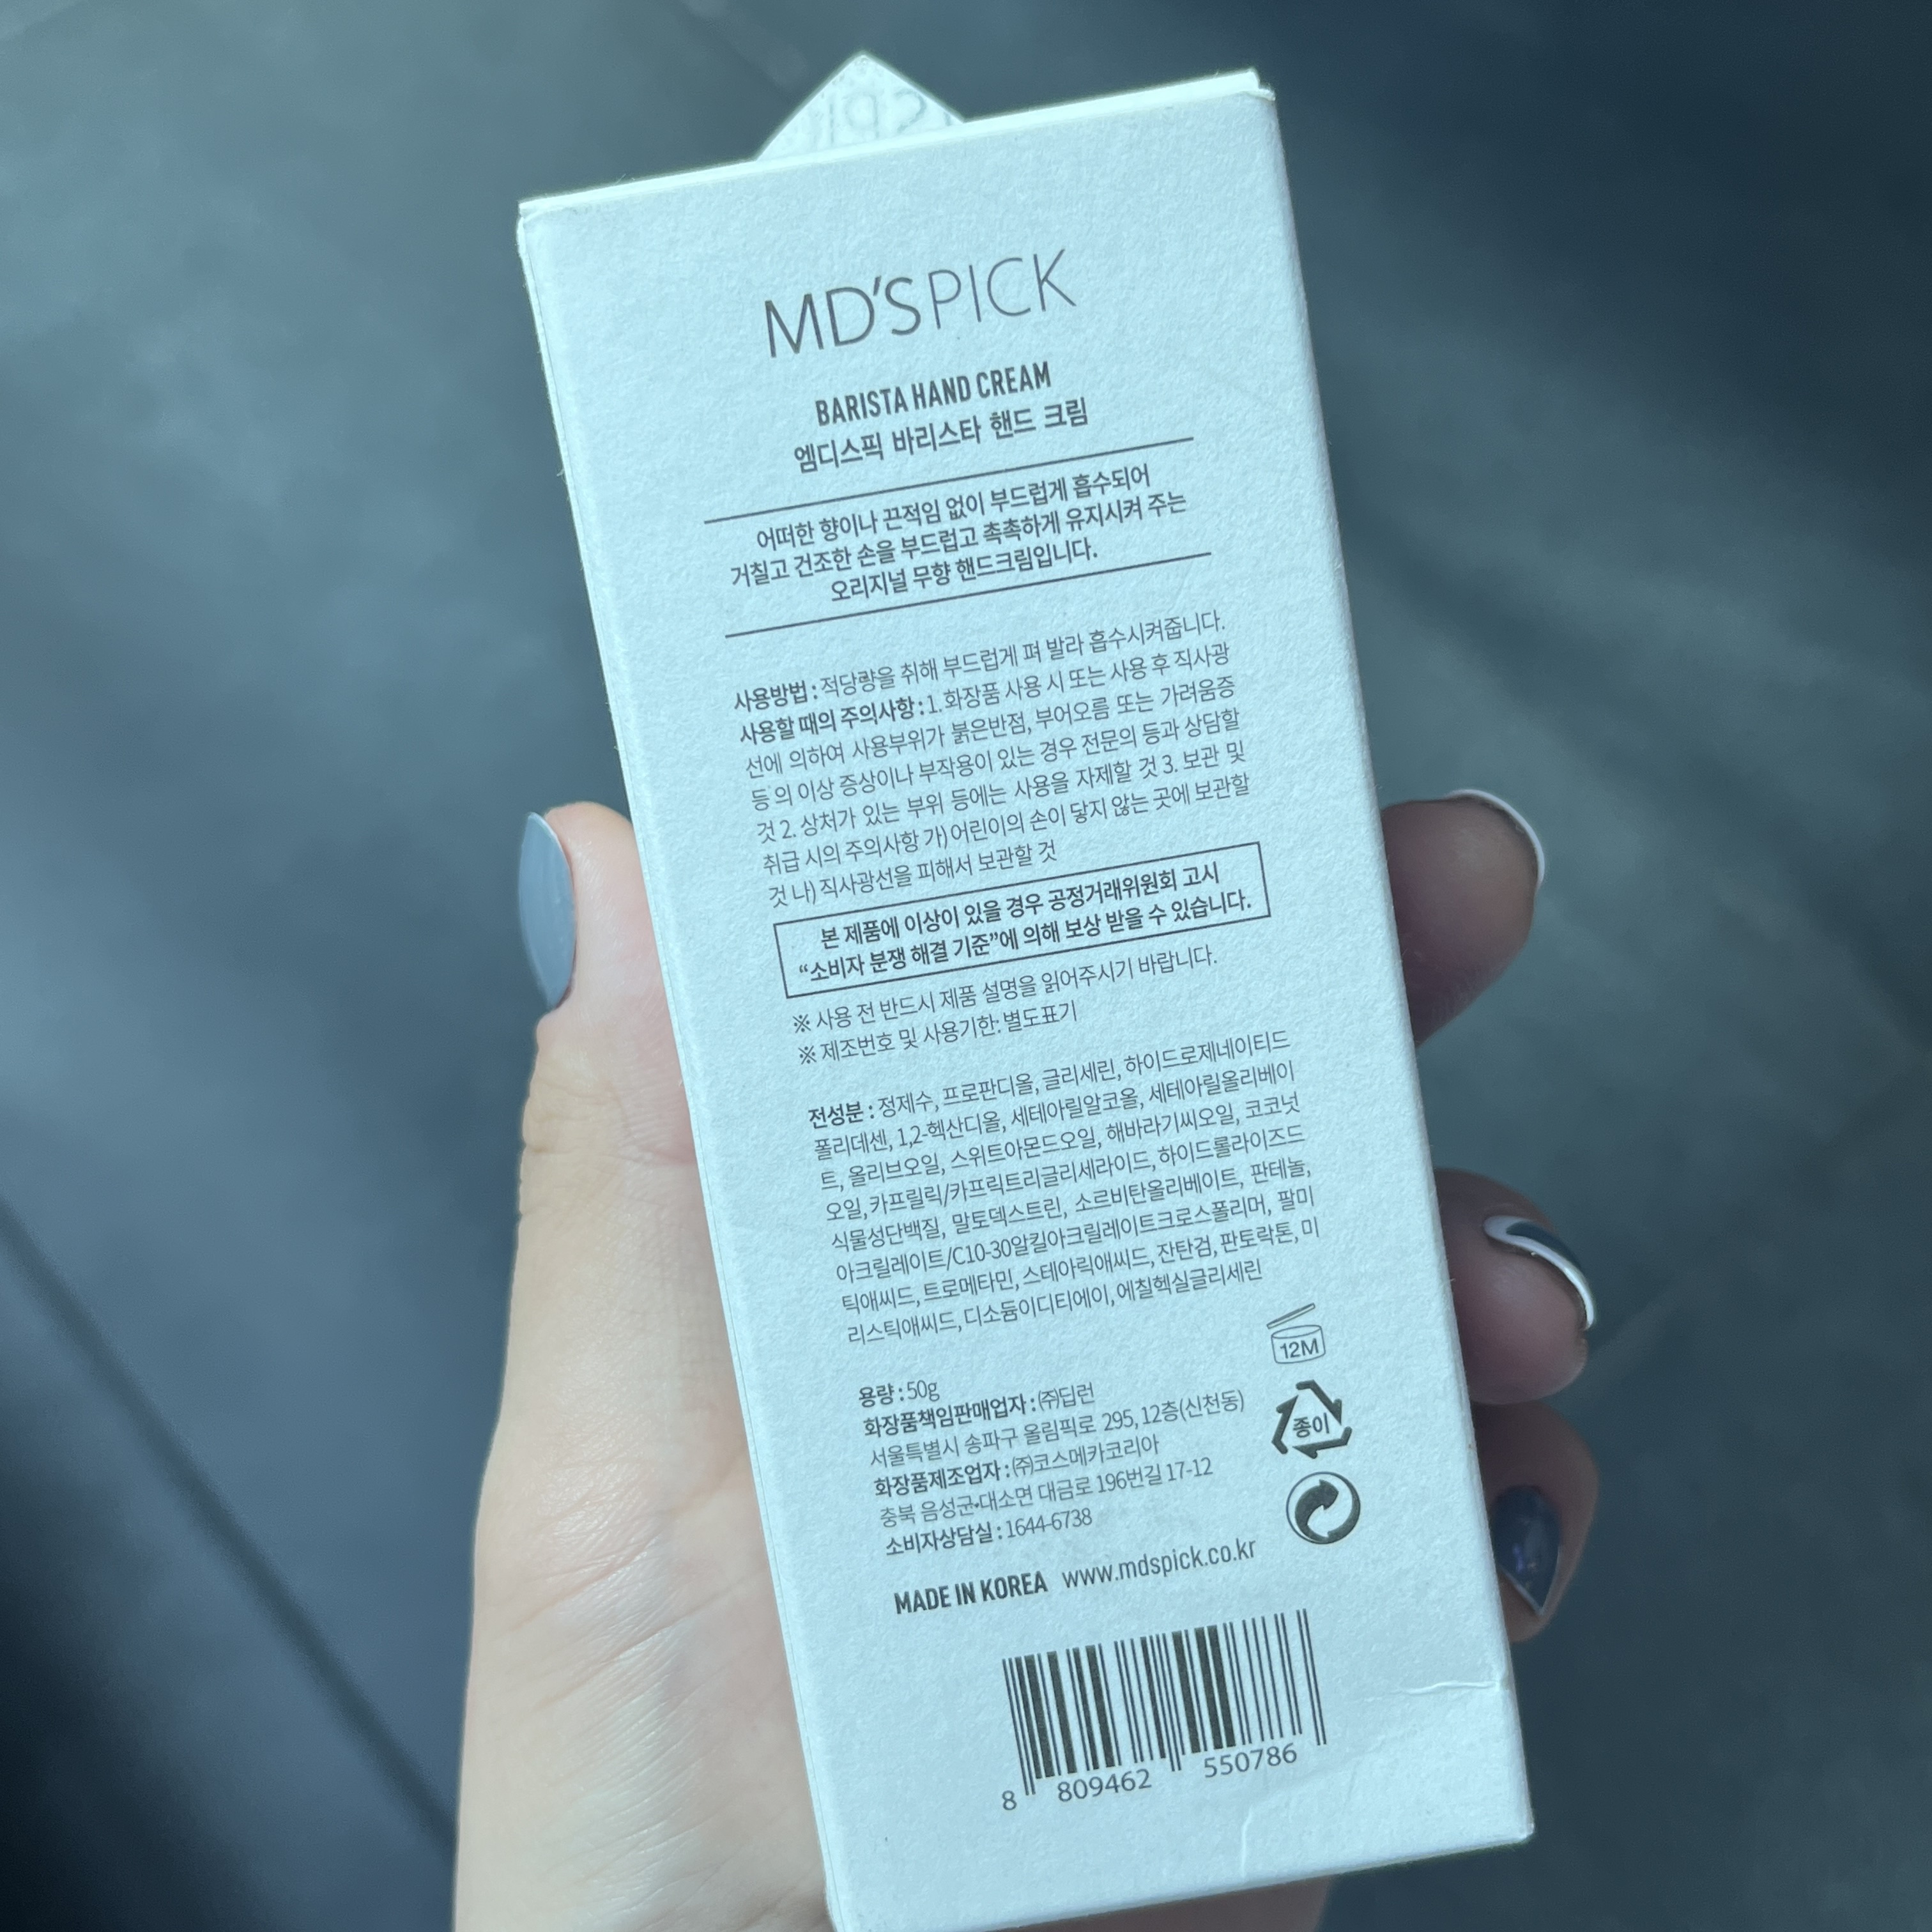 MD'SPICK
BARISTA HAND CREAM
엠디스픽 바리스타 핸드 크림
어떠한 향이나 끈적임 없이 부드럽게 흡수되어
거칠고 건조한 손을 부드럽고 촉촉하게 유지시켜 주는
오리지널 무향 핸드크림입니다.
사용방법 : 적당량을 취해 부드럽게 펴 발라 흡수시켜줍니다.
사용할 때의 주의사항 : 1. 화장품 사용 시 또는 사용 후 직사광
선에 의하여 사용부위가 붉은반점, 부어오름 또는 가려움증
등 의 이상 증상이나 부작용이 있는 경우 전문의 등과 상담할
것 2. 상처가 있는 부위 등에는 사용을 자제할 것 3. 보관 및
취급 시의 주의사항 가) 어린이의 손이 닿지 않는 곳에 보관할
것 나) 직사광선을 피해서 보관할 것
본 제품에 이상이 있을 경우 공정거래위원회 고시
“소비자 분쟁 해결 기준”에 의해 보상 받을 수 있습니다.
※ 사용 전 반드시 제품 설명을 읽어주시기 바랍니다.
※ 제조번호 및 사용기한: 별도표기
전성분 : 정제수, 프로판디올, 글리세린, 하이드로제네이티드
폴리데센, 1,2-헥산디올, 세테아릴알코올, 세테아릴올리베이
트, 올리브오일, 스위트아몬드오일, 해바라기씨오일, 코코넛
오일, 카프릴릭/카프릭트리글리세라이드, 하이드롤라이즈드
식물성단백질, 말토덱스트린, 소르비탄올리베이트, 판테놀,
아크릴레이트/C10-30알킬아크릴레이트크로스폴리머, 팔미
틱애씨드, 트로메타민, 스테아릭애씨드, 잔탄검, 판토락톤, 미
리스틱애씨드, 디소듐이디티에이, 에칠헥실글리세린
12M
용량 : 50g
화장품책임판매업자 : ㈜딥런
서울특별시 송파구 올림픽로 295, 12층(신천동)
종이
화장품제조업자 : ㈜코스메카코리아
충북 음성군 대소면 대금로 196번길 17-12
소비자상담실 : 1644-6738
MADE IN KOREA www.mdspick.co.kr
8 809462 550786